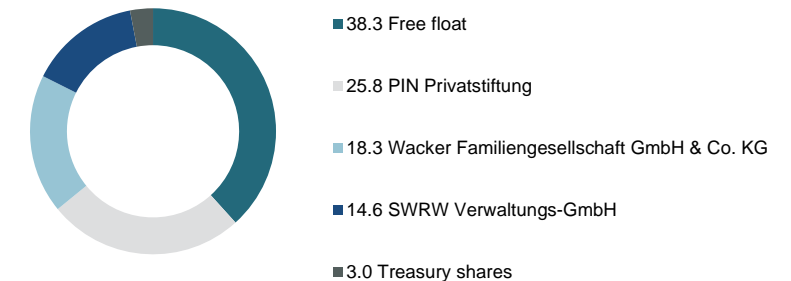 38.3 Free float
25.8 PIN Privatstiftung
18.3 Wacker Familiengesellschaft GmbH & Co. KG
14.6 SWRW Verwaltungs-GmbH
3.0 Treasury shares